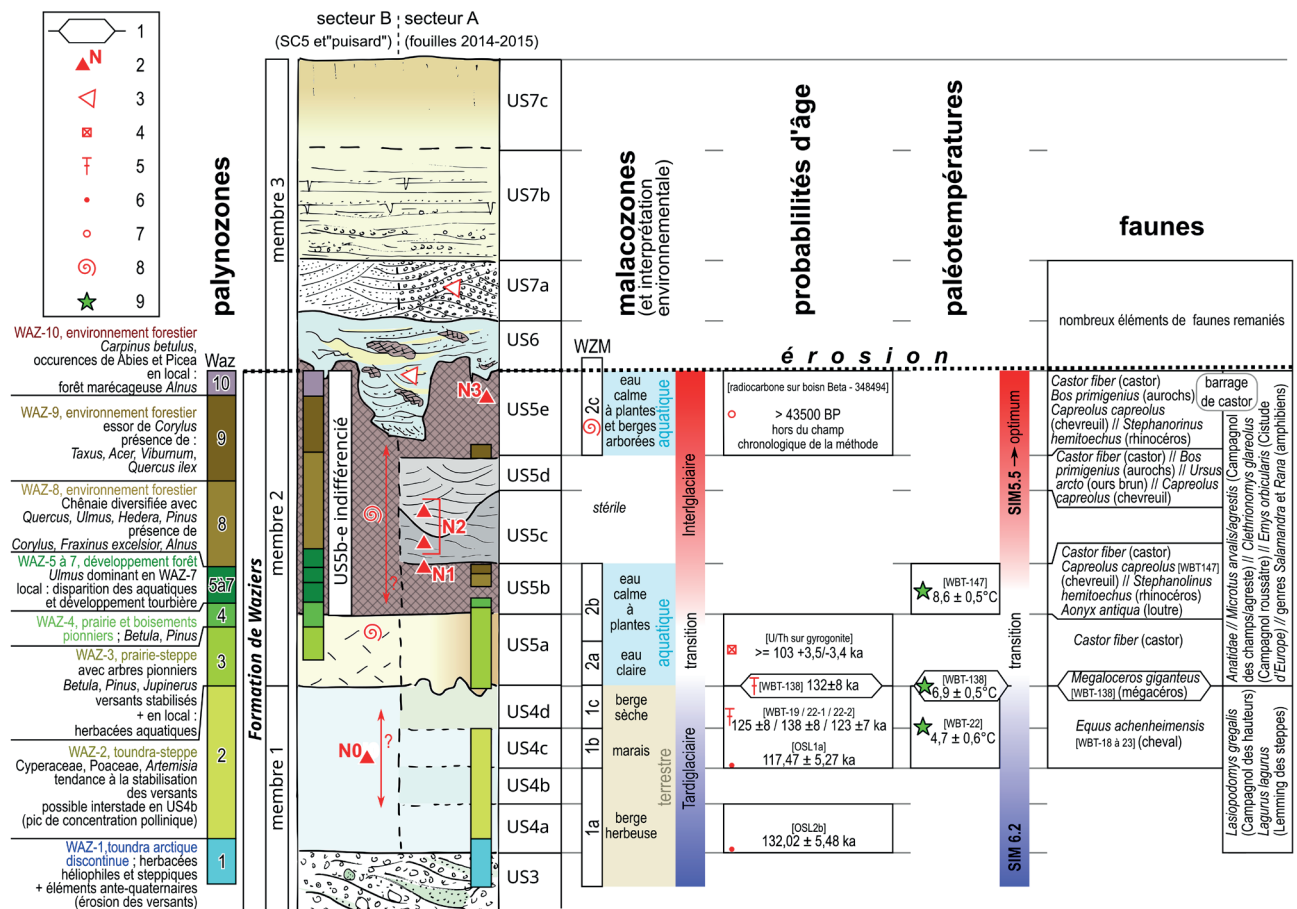 1
N
2
3
4
5
6
7
8
9
secteur B
(SC5 et"puisard")
secteur A
(fouilles 2014-2015)
palynozones
WAZ-10, environnement forestier
Carpinus betulus,
occurences de Abies et Picea
en local :
forêt marécageuse Alnus
WAZ-9, environnement forestier
essor de Corylus
présence de :
Taxus, Acer, Viburnum,
Quercus ilex
WAZ-8, environnement forestier
Chênaie diversifiée avec
Quercus, Ulmus, Hedera, Pinus
présence de
Corylus, Fraxinus excelsior, Alnus
WAZ-5 à 7, développement forêt
Ulmus dominant en WAZ-7
local : disparition des aquatiques
et développement tourbière
WAZ-4, prairie et boisements
pionniers ; Betula, Pinus
WAZ-3, prairie-steppe
avec arbres pionniers
Betula, Pinus, Jupinerus
versants stabilisés
+ en local :
herbacées aquatiques
WAZ-2, toundra-steppe
Cyperaceae, Poaceae, Artemisia
tendance à la stabilisation
des versants
possible interstade en US4b
(pic de concentration pollinique)
WAZ-1,toundra arctique
discontinue ; herbacées
héliophiles et steppiques
+ éléments ante-quaternaires
(érosion des versants)
Waz
10
9
8
5à7
4
3
2
1
Formation de Waziers
membre 3
membre 2
membre 1
US5b-e indifférencié
?
?
N3
N2
N1
N0
US7c
US7b
US7a
US6
US5e
US5d
US5c
US5b
US5a
US4d
US4c
US4b
US4a
US3
malacozones
(et interprétation
environnementale)
WZM
2c
2b
2a
1c
1b
1a
eau
calme
à plantes
et berges
arborées
aquatique
stérile
eau
calme
à
plantes
eau
claire
aquatique
berge
sèche
marais
berge
herbeuse
terrestre
Interlglaciaire
transition
Tardiglaciaire
probablilités d'âge
érosion
[radiocarbone sur boisn Beta - 348494]
> 43500 BP
hors du champ
chronologique de la méthode
[U/Th sur gyrogonite]
>= 103 +3,5/-3,4 ka
[WBT-138] 132±8 ka
[WBT-19 / 22-1 / 22-2]
125 ±8 / 138 ±8 / 123 ±7 ka
[OSL1a]
117,47 ± 5,27 ka
[OSL2b]
132,02 ± 5,48 ka
paléotempératures
[WBT-147]
8,6 ± 0,5°C
[WBT-138]
6,9 ± 0,5°C
[WBT-22]
4,7 ± 0,6°C
SIM5.5 → optimum
transition
SIM 6.2
faunes
nombreux éléments de faunes remaniés
Castor fiber (castor)
Bos primigenius (aurochs)
Capreolus capreolus
(chevreuil) // Stephanorinus
hemitoechus (rhinocéros)
barrage
de castor
Castor fiber (castor) // Bos
primigenius (aurochs) // Ursus
arcto (ours brun) // Capreolus
capreolus (chevreuil)
Castor fiber (castor)
Capreolus capreolus [WBT147]
(chevreuil) // Stephanolinus
hemitoechus (rhinocéros)
Aonyx antiqua (loutre)
Castor fiber (castor)
Megaloceros giganteus
[WBT-138] (mégacéros)
Equus achenheimensis
[WBT-18 à 23] (cheval)
Anatidae // Microtus arvalis/agrestis (Campagnol
des champs/agreste) // Clethrionomys glareolus
(Campagnol roussâtre) // Emys orbicularis (Cistude
d'Europe) // genres Salamandra et Rana (amphibiens)
Lasiopodomys gregalis
(Campagnol des hauteurs)
Lagurus lagurus
(Lemming des steppes)